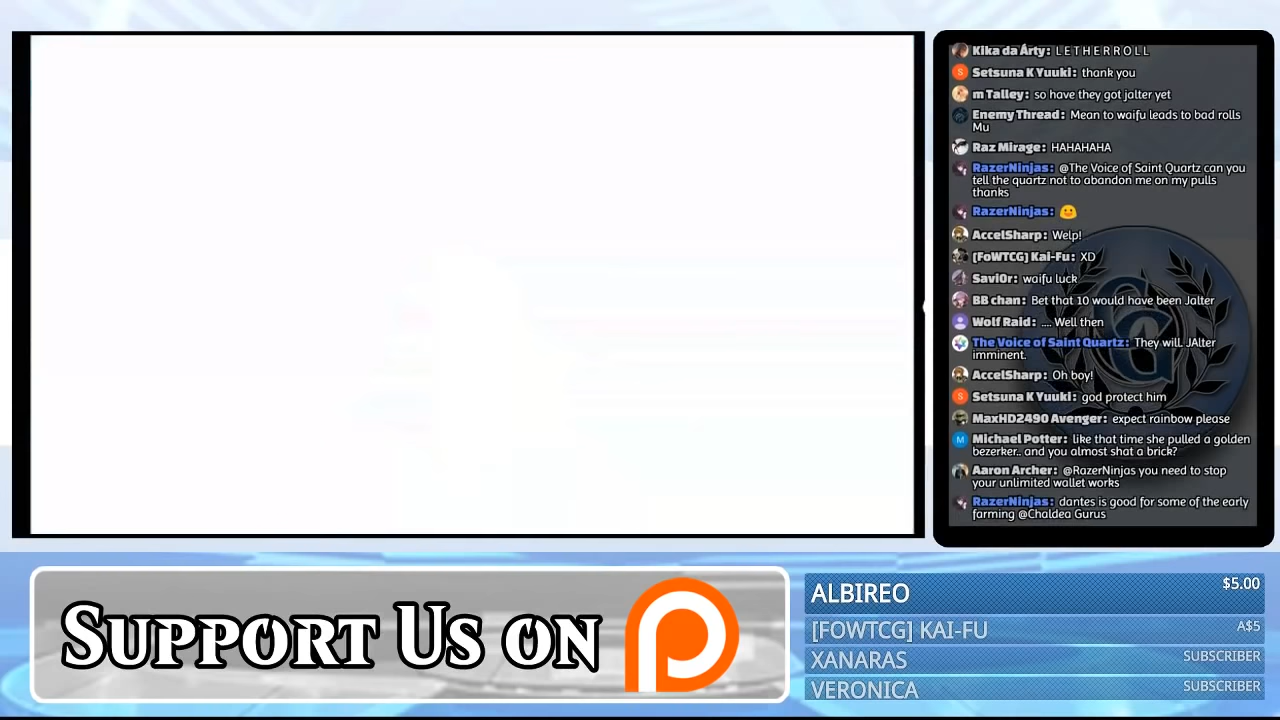 Kika da Árty: L E T H E R R O L L
Setsuna K Yuuki: thank you
m Talley: so have they got jalter yet
Enemy Thread: Mean to waifu leads to bad rolls
Mu
Raz Mirage: HAHAHAHA
RazerNinjas: @The Voice of Saint Quartz can you
tell the quartz not to abandon me on my pulls
thanks
RazerNinjas:
AccelSharp: Welp!
[FoWTCG] Kai-Fu: XD
Savi0r: waifu luck
BB chan: Bet that 10 would have been Jalter
Wolf Raid: .... Well then
The Voice of Saint Quartz: They will. JAlter
imminent.
AccelSharp: Oh boy!
S
Setsuna K Yuuki: god protect him
MaxHD2490 Avenger: expect rainbow please
M
Michael Potter: like that time she pulled a golden
bezerker.. and you almost shat a brick?
Aaron Archer: @RazerNinjas you need to stop
your unlimited wallet works
RazerNinjas: dantes is good for some of the early
farming @Chaldea Gurus
Support Us on
ALBIREO $5.00
[FOWTCG] KAI-FU A$5
XANARAS SUBSCRIBER
VERONICA SUBSCRIBER